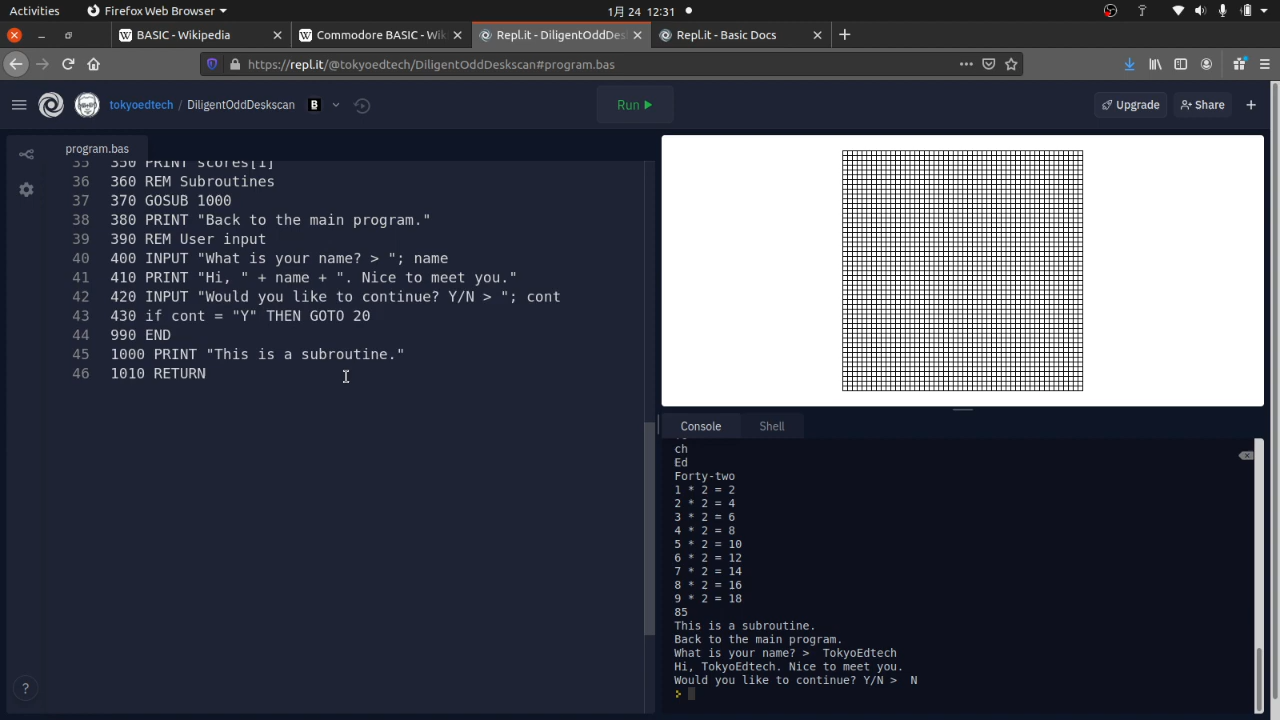 Activities
Firefox Web Browser
1月 24 12:31
BASIC - Wikipedia
Commodore BASIC - Wik
Repl.it - DiligentOddDes
Repl.it - Basic Docs
https://repl.it/@tokyoedtech/DiligentOddDeskscan#program.bas
tokyoedtech / DiligentOddDeskscan
B
Run
Upgrade
Share
program.bas
35 350 PRINT scores[1]
36 360 REM Subroutines
37 370 GOSUB 1000
38 380 PRINT "Back to the main program."
39 390 REM User input
40 400 INPUT "What is your name? > "; name
41 410 PRINT "Hi, " + name + ". Nice to meet you."
42 420 INPUT "Would you like to continue? Y/N > "; cont
43 430 if cont = "Y" THEN GOTO 20
44 990 END
45 1000 PRINT "This is a subroutine."
46 1010 RETURN
?
Console
Shell
ch
Ed
Forty-two
1 * 2 = 2
2 * 2 = 4
3 * 2 = 6
4 * 2 = 8
5 * 2 = 10
6 * 2 = 12
7 * 2 = 14
8 * 2 = 16
9 * 2 = 18
85
This is a subroutine.
Back to the main program.
What is your name? >  TokyoEdtech
Hi, TokyoEdtech. Nice to meet you.
Would you like to continue? Y/N >  N
>